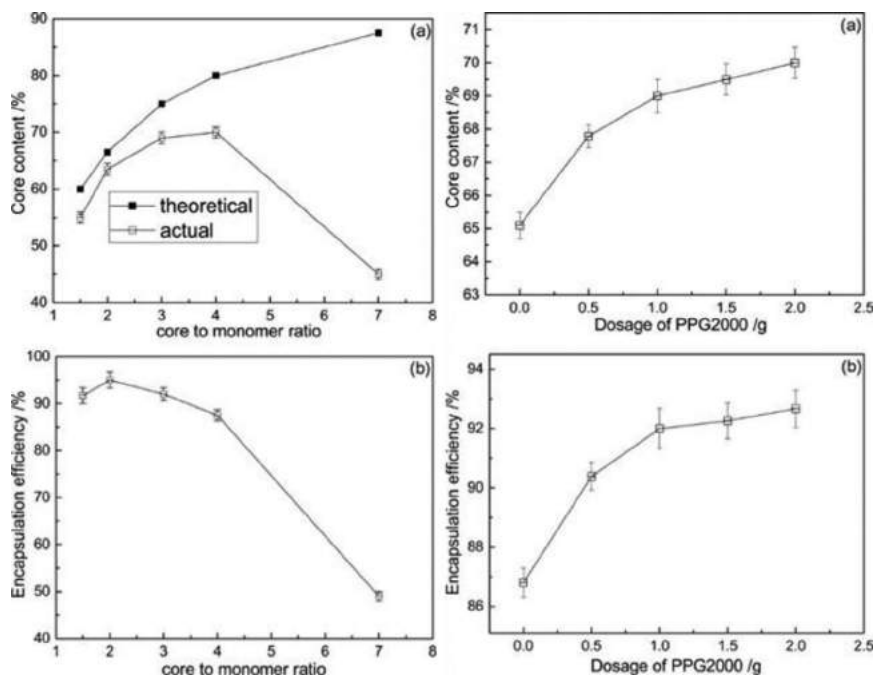 (a)
Core content /%
90
80
70
60
50
40
theoretical
actual
1 2 3 4 5 6 7 8
core to monomer ratio
(a)
Core content /%
71
70
69
68
67
66
65
64
63
0.0 0.5 1.0 1.5 2.0 2.5
Dosage of PPG2000 /g
(b)
Encapsulation efficiency /%
100
90
80
70
60
50
40
1 2 3 4 5 6 7 8
core to monomer ratio
(b)
Encapsulation efficiency /%
94
92
90
88
86
0.0 0.5 1.0 1.5 2.0 2.5
Dosage of PPG2000 /g